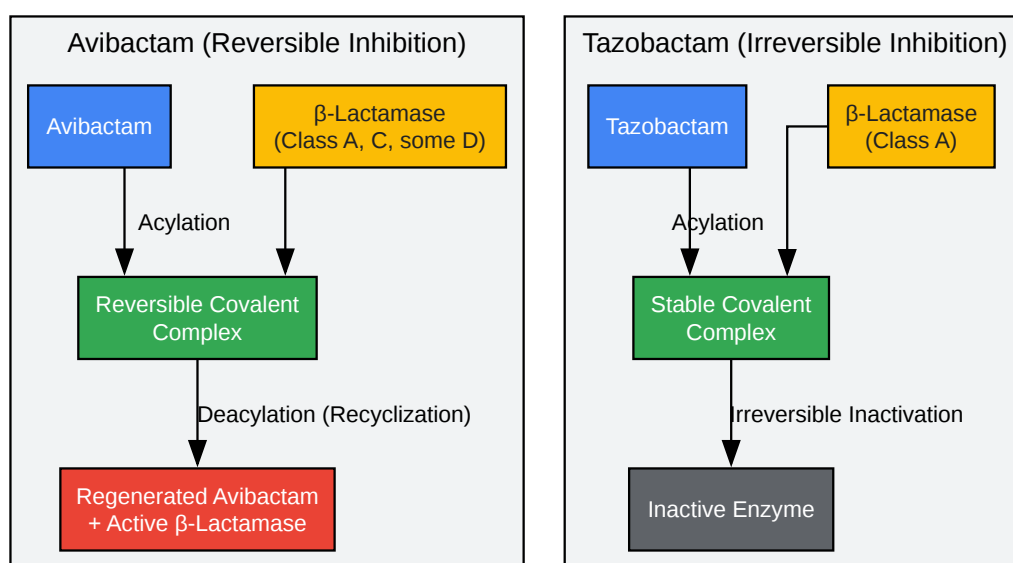 Avibactam (Reversible Inhibition)
Avibactam
β-Lactamase
(Class A, C, some D)
Acylation
Reversible Covalent
Complex
Deacylation (Recyclization)
Regenerated Avibactam
+ Active β-Lactamase
Tazobactam (Irreversible Inhibition)
Tazobactam
β-Lactamase
(Class A)
Acylation
Stable Covalent
Complex
Irreversible Inactivation
Inactive Enzyme